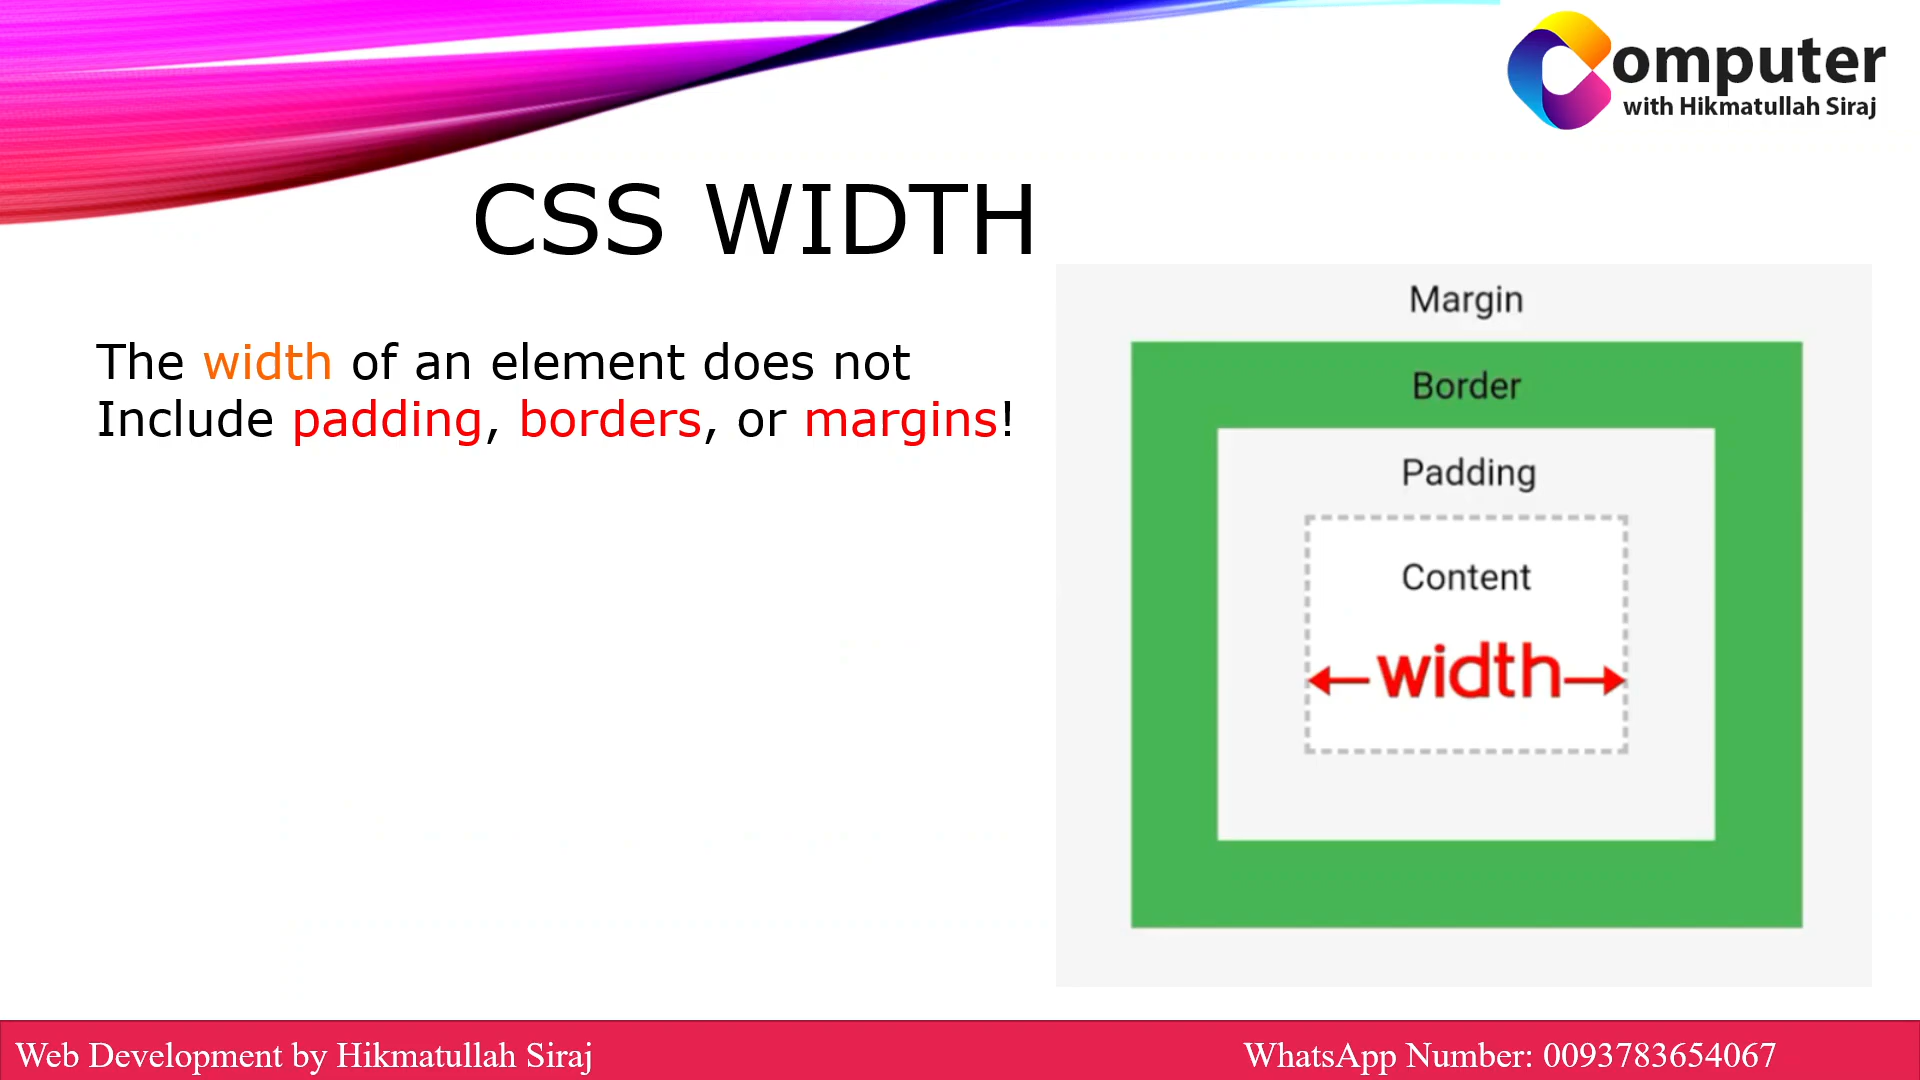 Computer
with Hikmatullah Siraj
CSS WIDTH
The width of an element does not
Include padding, borders, or margins!
Margin
Border
Padding
Content
width
Web Development by Hikmatullah Siraj
WhatsApp Number: 0093783654067